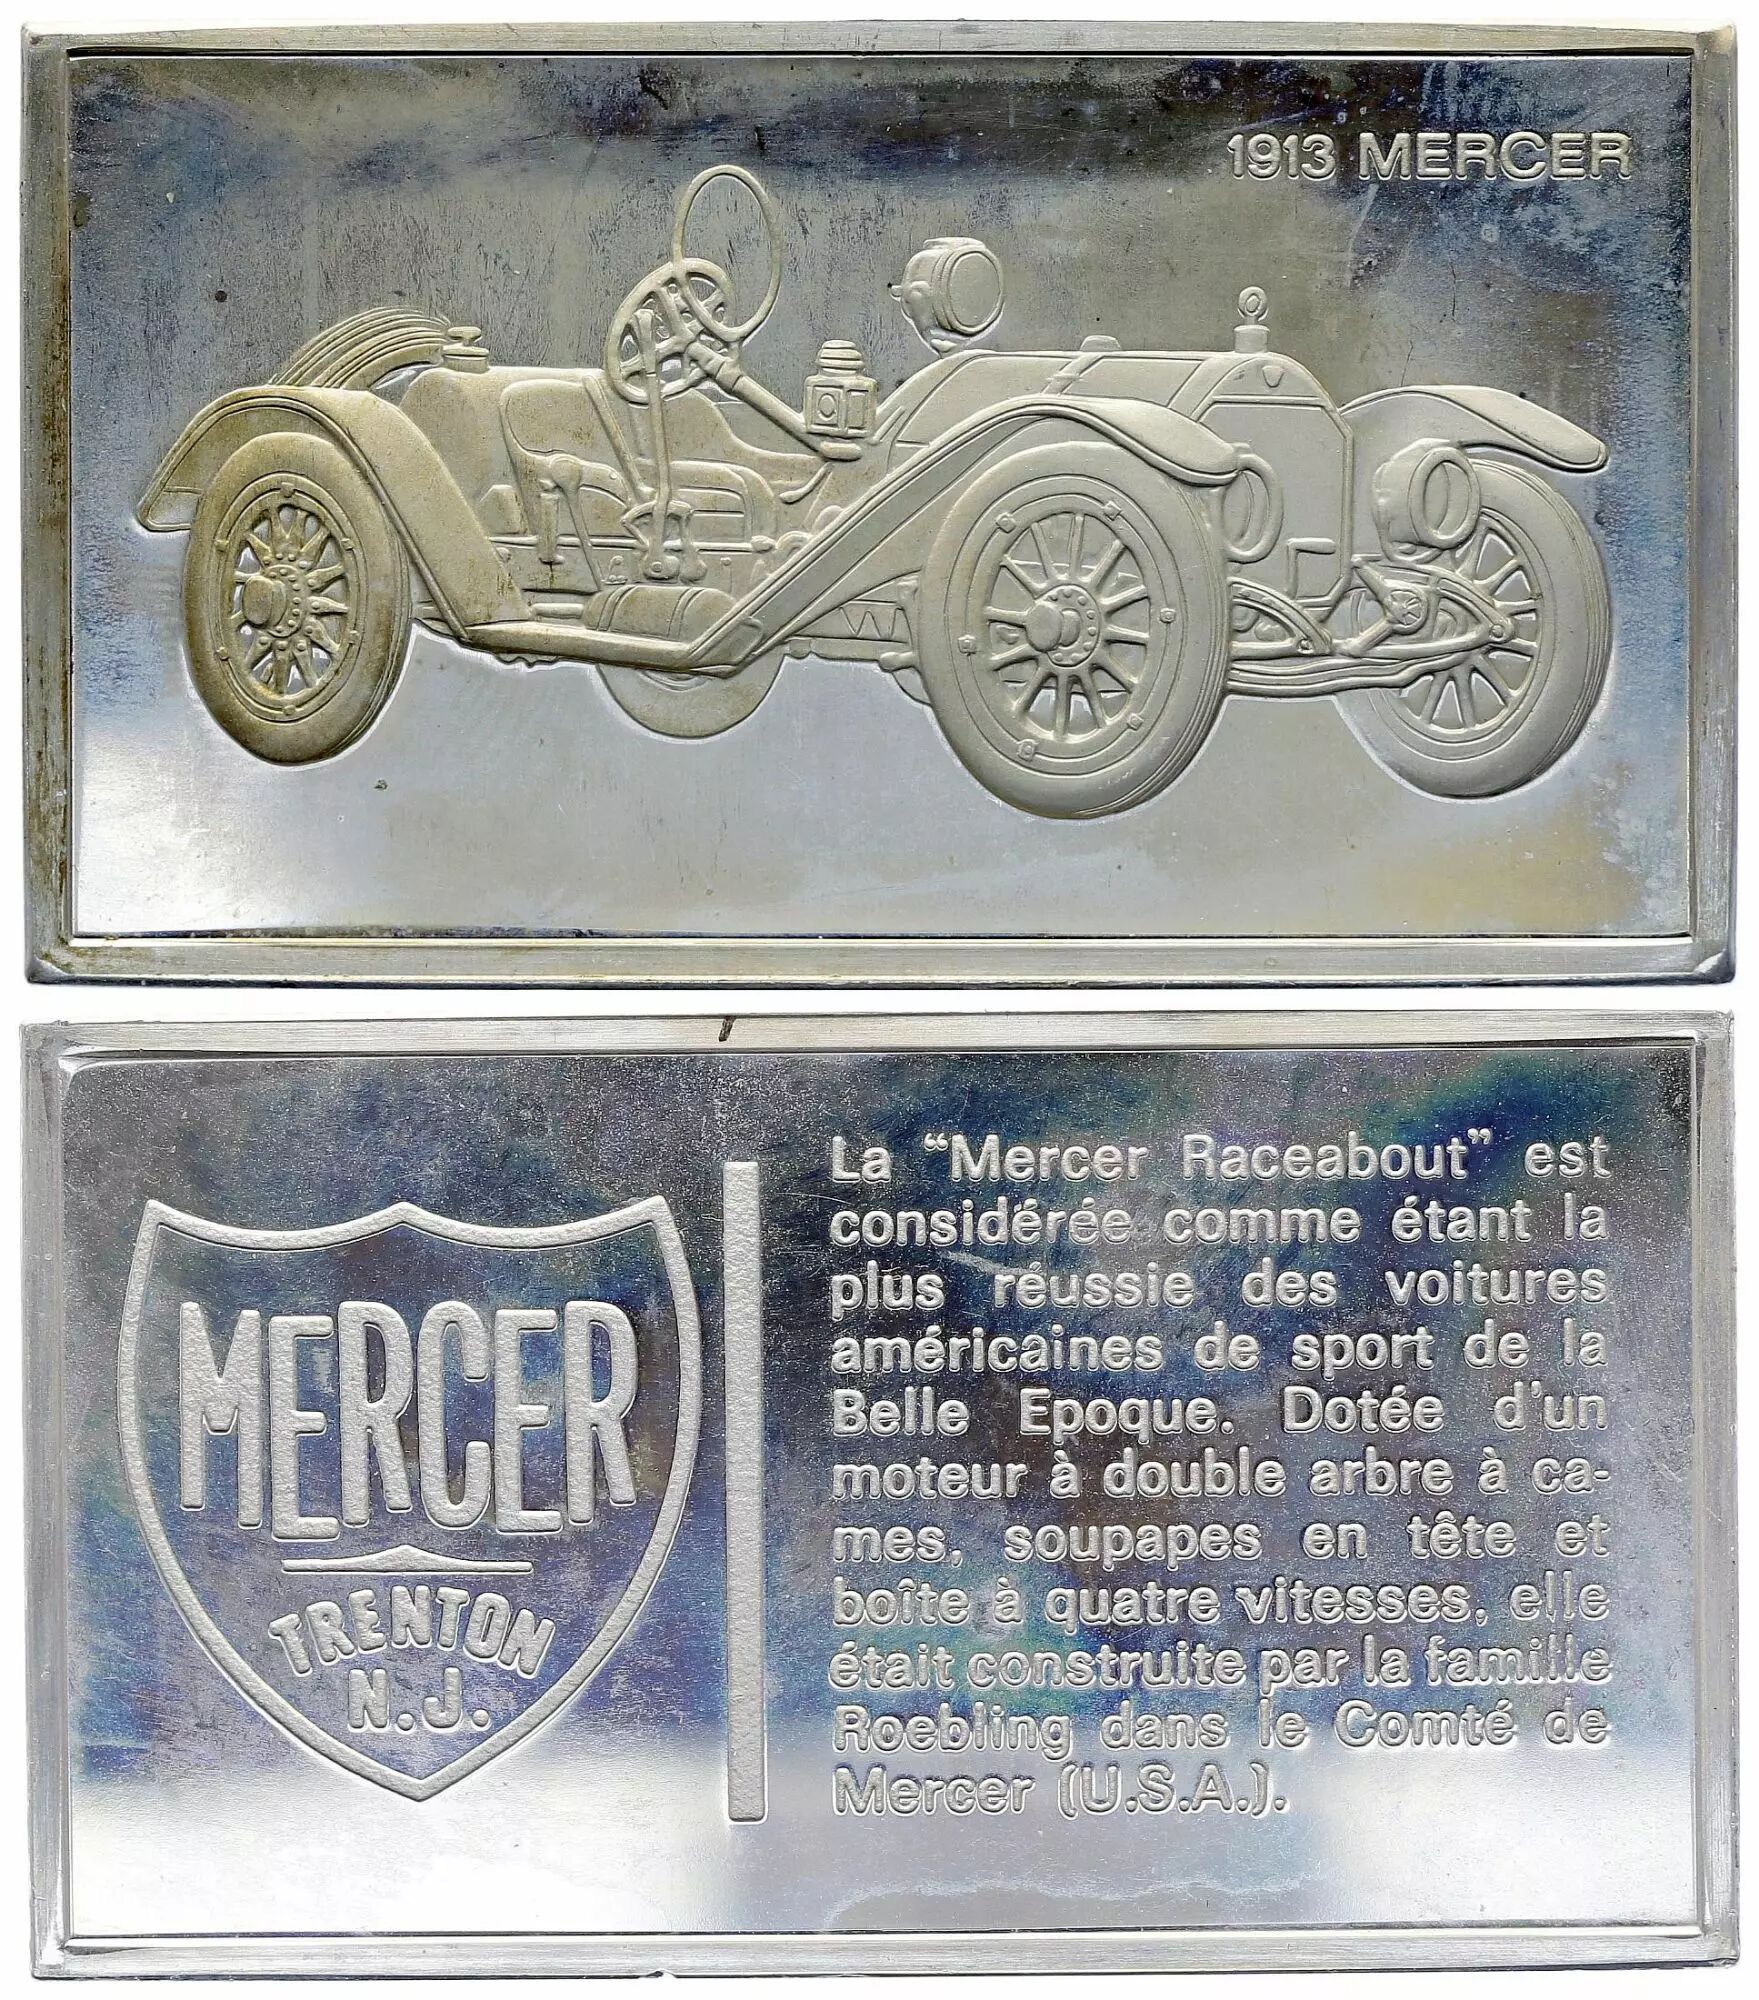 1913 MERCER
MERCER
TRENTON
N.J.
La “Mercer Raceabout” est
considérée comme étant la
plus réussie des voitures
américaines de sport de la
Belle Epoque. Dotée d'un
moteur à double arbre à ca-
mes, soupapes en tête et
boîte à quatre vitesses, elle
était construite par la famille
Roebling dans le Comté de
Mercer (U.S.A.).